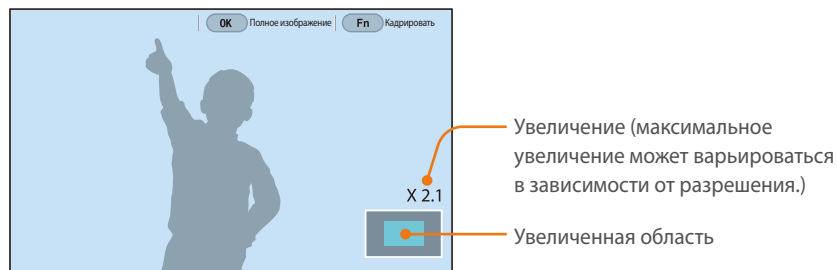 OK Полное изображение Fn Кадрировать
Увеличение (максимальное
увеличение может варьироваться
в зависимости от разрешения.)
X 2.1
Увеличенная область